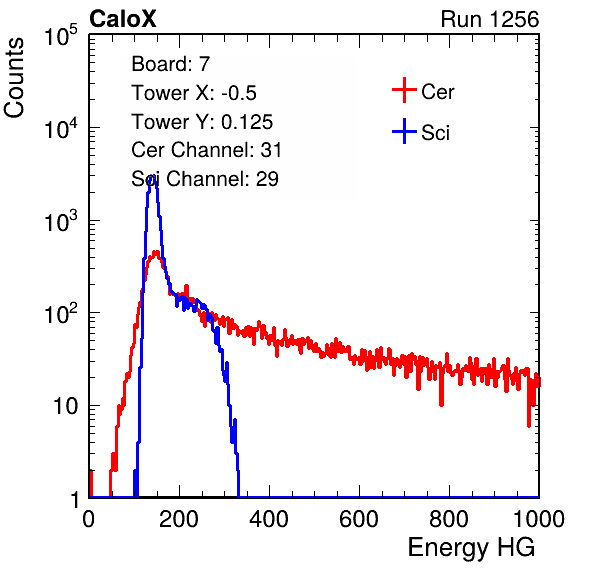 CaloX Run 1256
Counts
10^5
10^4
10^3
10^2
10
1
Board: 7
Tower X: -0.5
Tower Y: 0.125
Cer Channel: 31
Sci Channel: 29
Cer
Sci
0 200 400 600 800 1000
Energy HG